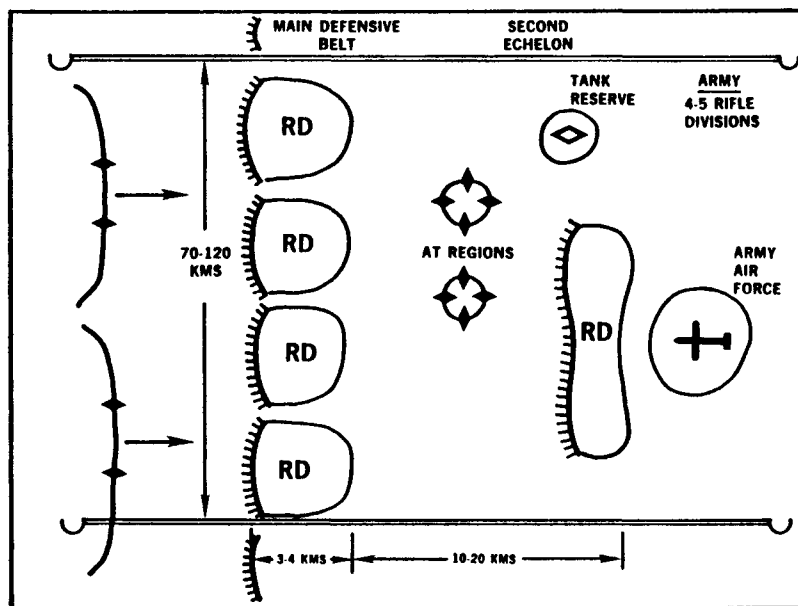 MAIN DEFENSIVE
BELT
SECOND
ECHELON
TANK
RESERVE
ARMY
4-5 RIFLE
DIVISIONS
RD
RD
70-120
KMS
AT REGIONS
ARMY
AIR
FORCE
RD
RD
RD
3-4 KMS
10-20 KMS